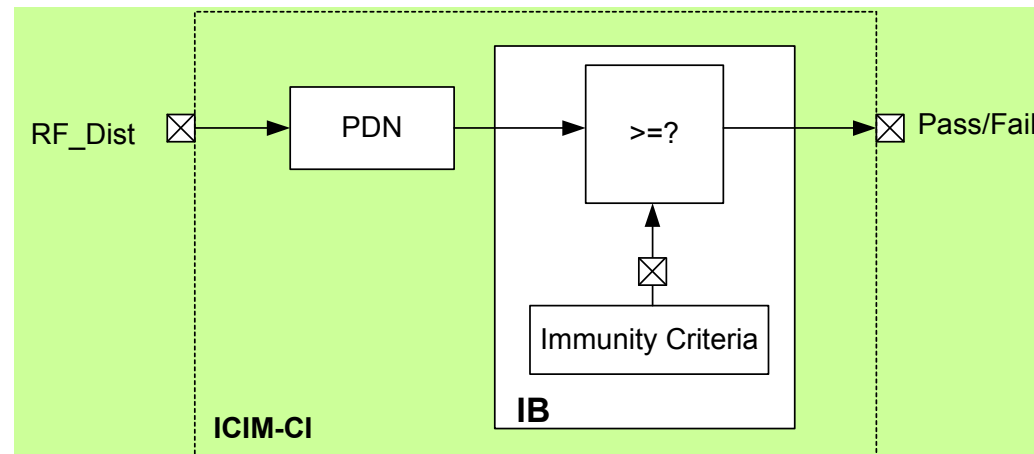 RF_Dist
PDN
>=?
Pass/Fail
Immunity Criteria
IB
ICIM-CI